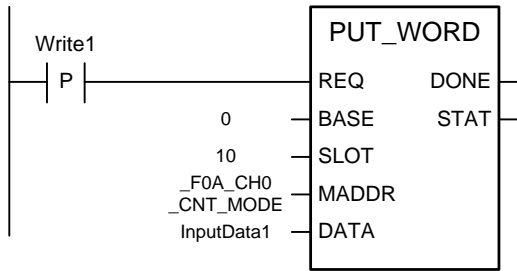 PUT_WORD
Write1
P
REQ DONE
0 BASE STAT
10 SLOT
_F0A_CH0
_CNT_MODE MADDR
InputData1 DATA